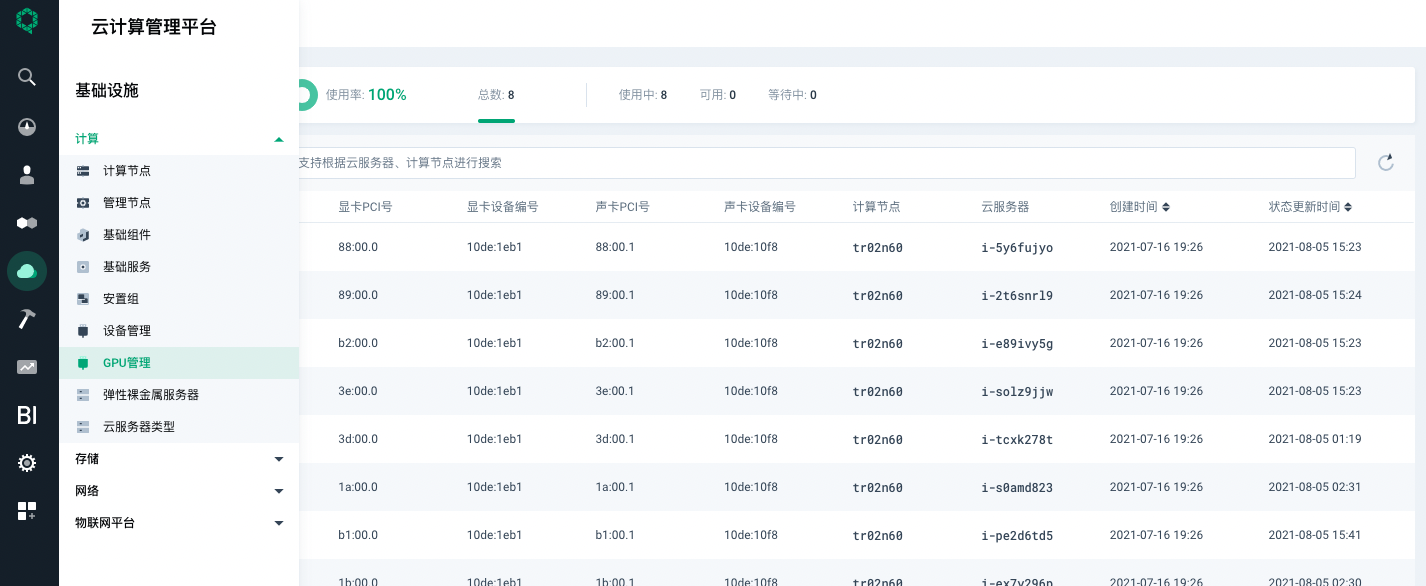 云计算管理平台
基础设施
计算
计算节点
管理节点
基础组件
基础服务
安置组
设备管理
GPU管理
弹性裸金属服务器
云服务器类型
存储
网络
物联网平台
BI
使用率: 100% 总数: 8 使用中: 8 可用: 0 等待中: 0
支持根据云服务器、计算节点进行搜索
显卡PCI号 显卡设备编号 声卡PCI号 声卡设备编号 计算节点 云服务器 创建时间 状态更新时间
88:00.0 10de:1eb1 88:00.1 10de:10f8 tr02n60 i-5y6fujyo 2021-07-16 19:26 2021-08-05 15:23
89:00.0 10de:1eb1 89:00.1 10de:10f8 tr02n60 i-2t6snrl9 2021-07-16 19:26 2021-08-05 15:24
b2:00.0 10de:1eb1 b2:00.1 10de:10f8 tr02n60 i-e89ivy5g 2021-07-16 19:26 2021-08-05 15:23
3e:00.0 10de:1eb1 3e:00.1 10de:10f8 tr02n60 i-solz9jjw 2021-07-16 19:26 2021-08-05 15:23
3d:00.0 10de:1eb1 3d:00.1 10de:10f8 tr02n60 i-tcxk278t 2021-07-16 19:26 2021-08-05 01:19
1a:00.0 10de:1eb1 1a:00.1 10de:10f8 tr02n60 i-s0amd823 2021-07-16 19:26 2021-08-05 02:31
b1:00.0 10de:1eb1 b1:00.1 10de:10f8 tr02n60 i-pe2d6td5 2021-07-16 19:26 2021-08-05 15:41
1b:00.0 10de:1eb1 1b:00.1 10de:10f8 tr02n60 i-ex7v296p 2021-07-16 19:26 2021-08-05 02:30